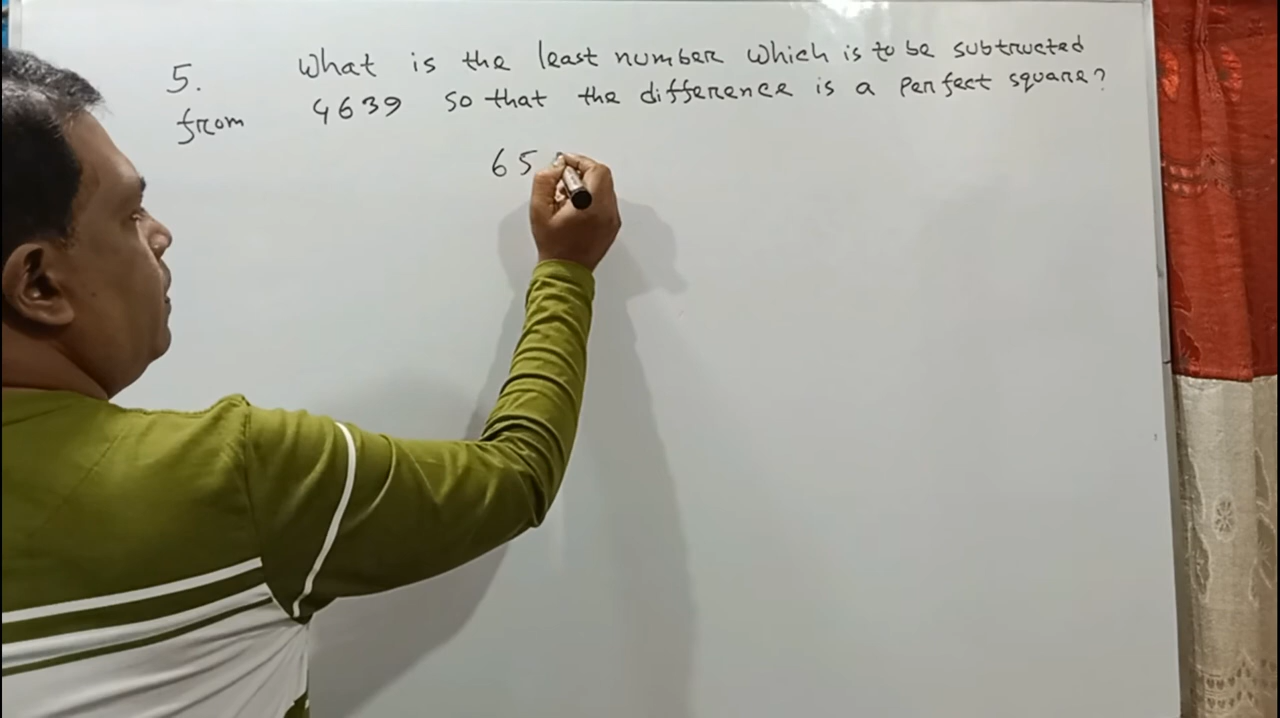 5. What is the least number which is to be subtructed
from 4639 so that the difference is a perfect square?
65